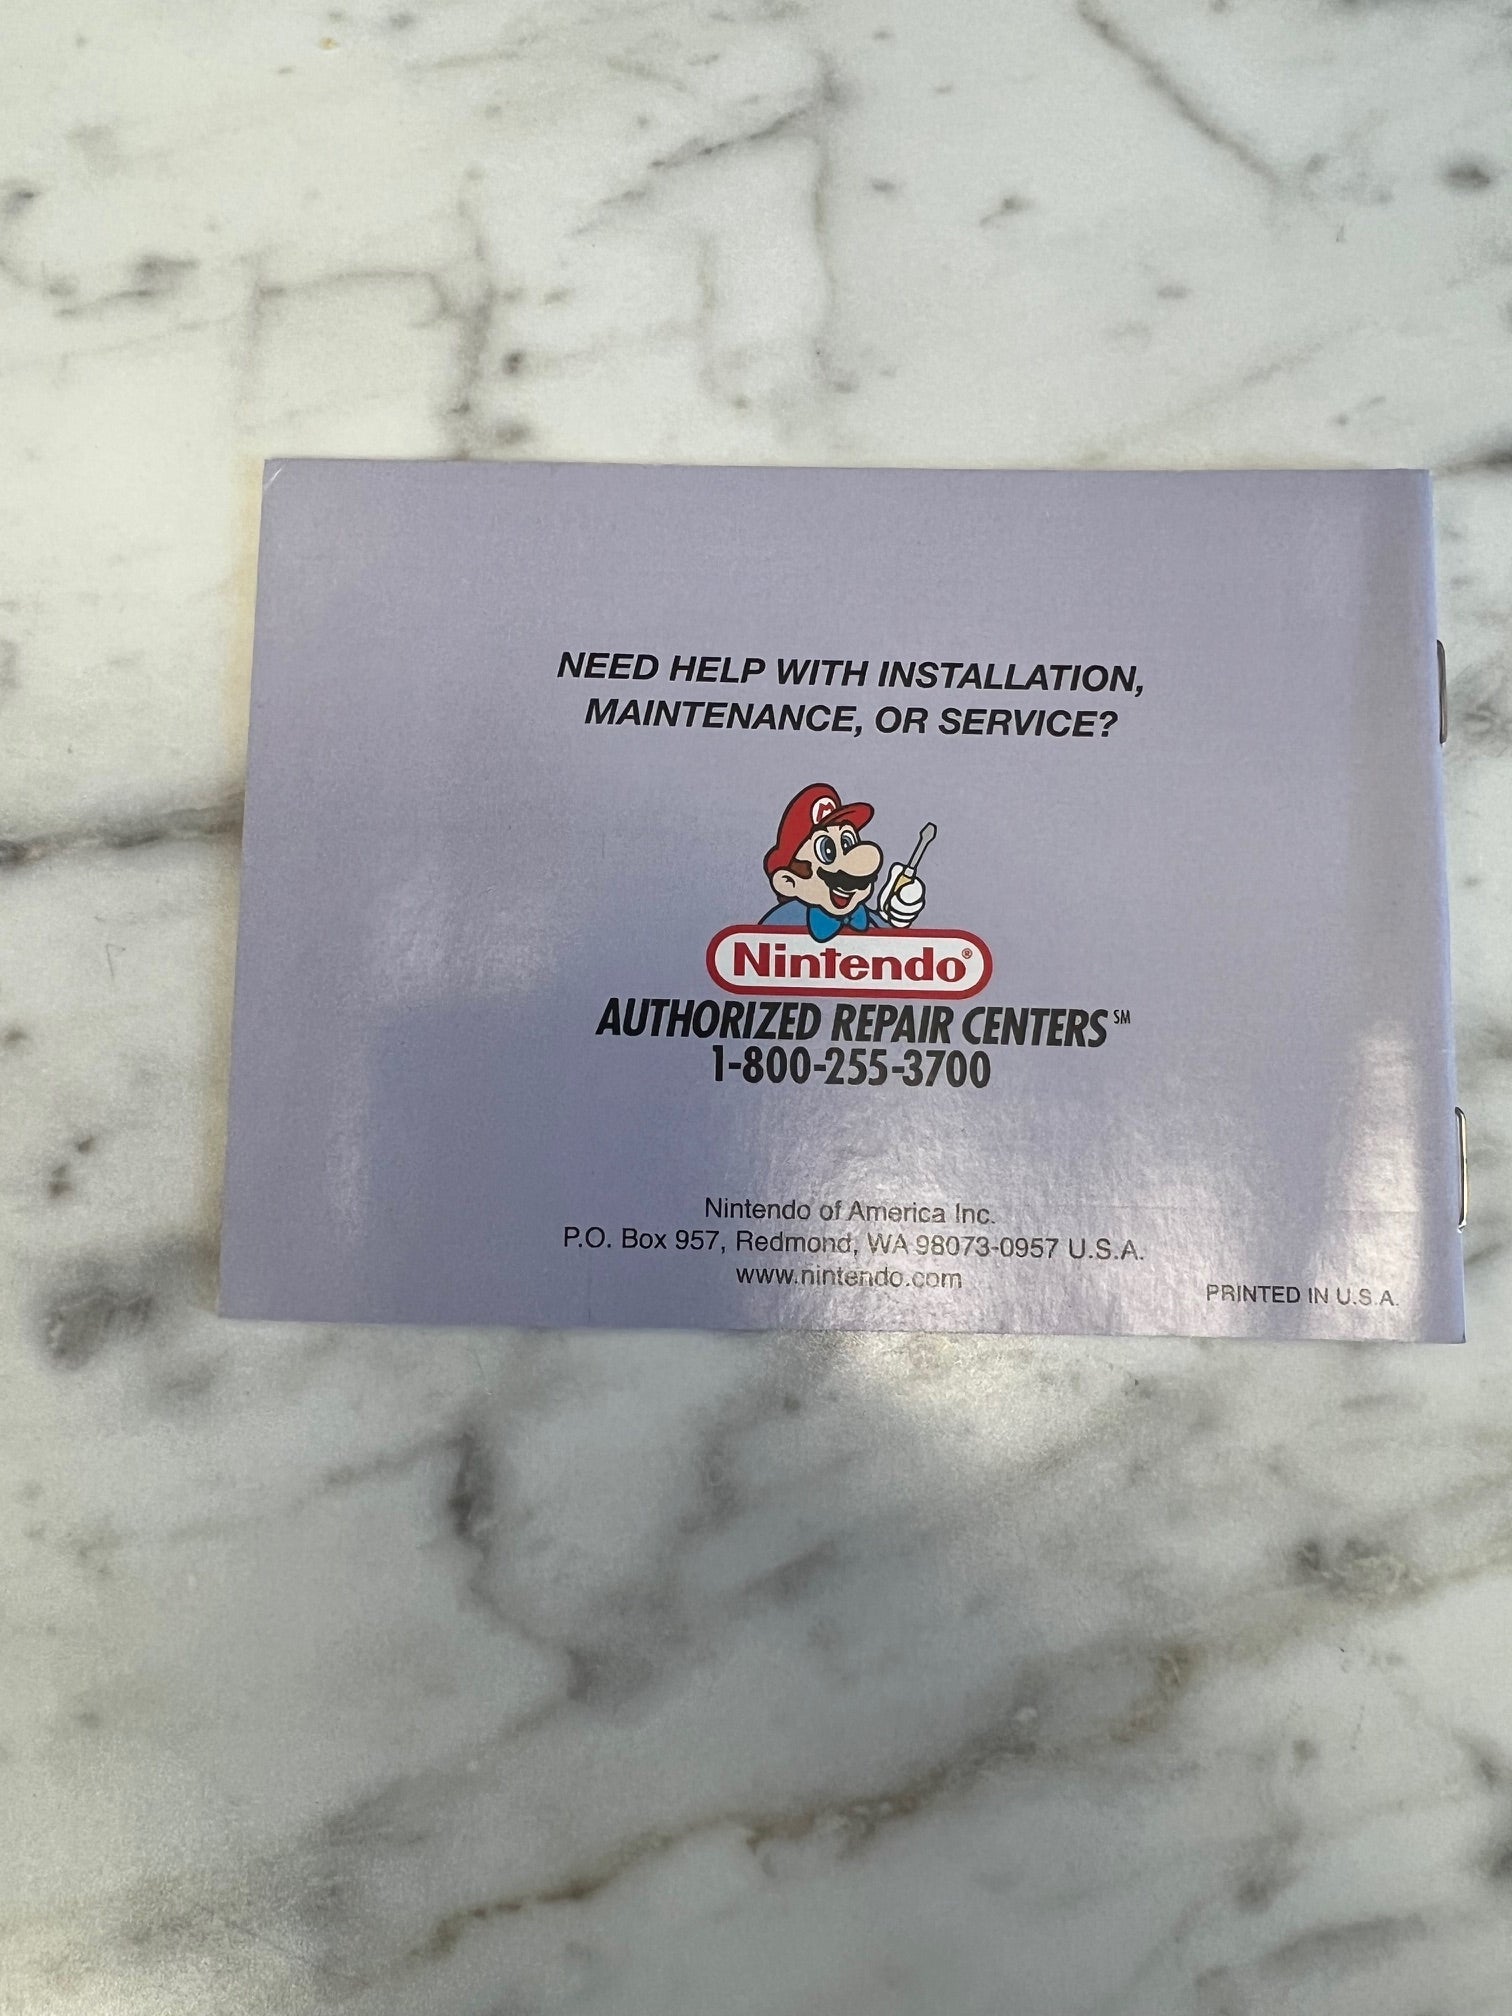 NEED HELP WITH INSTALLATION,
MAINTENANCE, OR SERVICE?
M
Nintendo®
AUTHORIZED REPAIR CENTERS℠
1-800-255-3700
Nintendo of America Inc.
P.O. Box 957, Redmond, WA 98073-0957 U.S.A.
www.nintendo.com
PRINTED IN U.S.A.